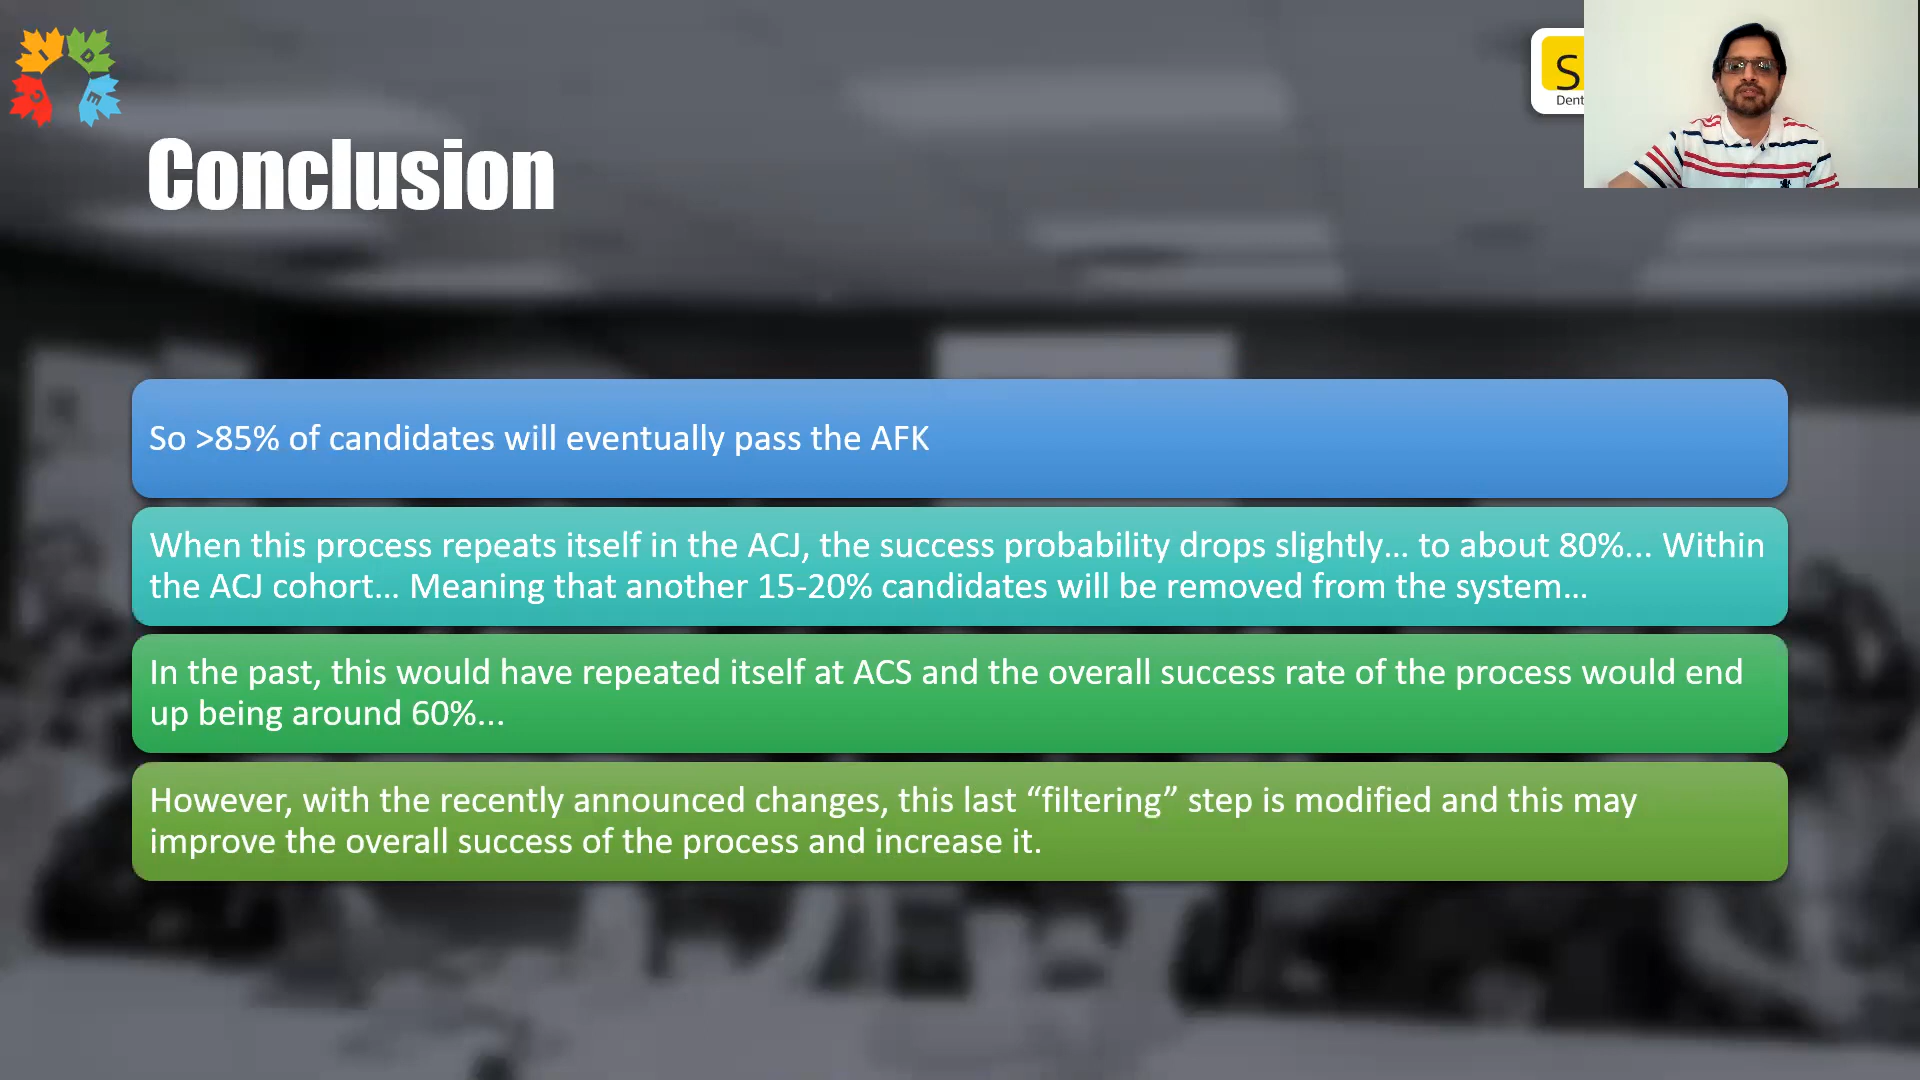 I D
C E
S
Dent
Conclusion
So >85% of candidates will eventually pass the AFK
When this process repeats itself in the ACJ, the success probability drops slightly... to about 80%... Within
the ACJ cohort... Meaning that another 15-20% candidates will be removed from the system...
In the past, this would have repeated itself at ACS and the overall success rate of the process would end
up being around 60%...
However, with the recently announced changes, this last “filtering” step is modified and this may
improve the overall success of the process and increase it.